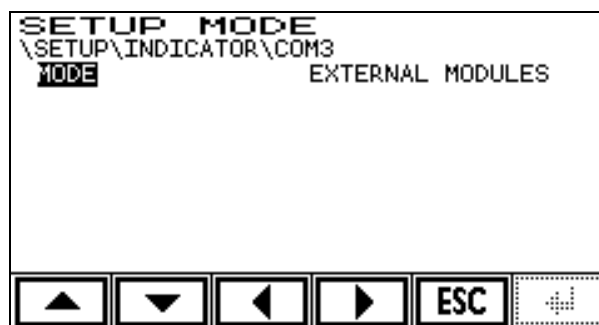 SETUP MODE
\SETUP\INDICATOR\COM3
MODE EXTERNAL MODULES
ESC